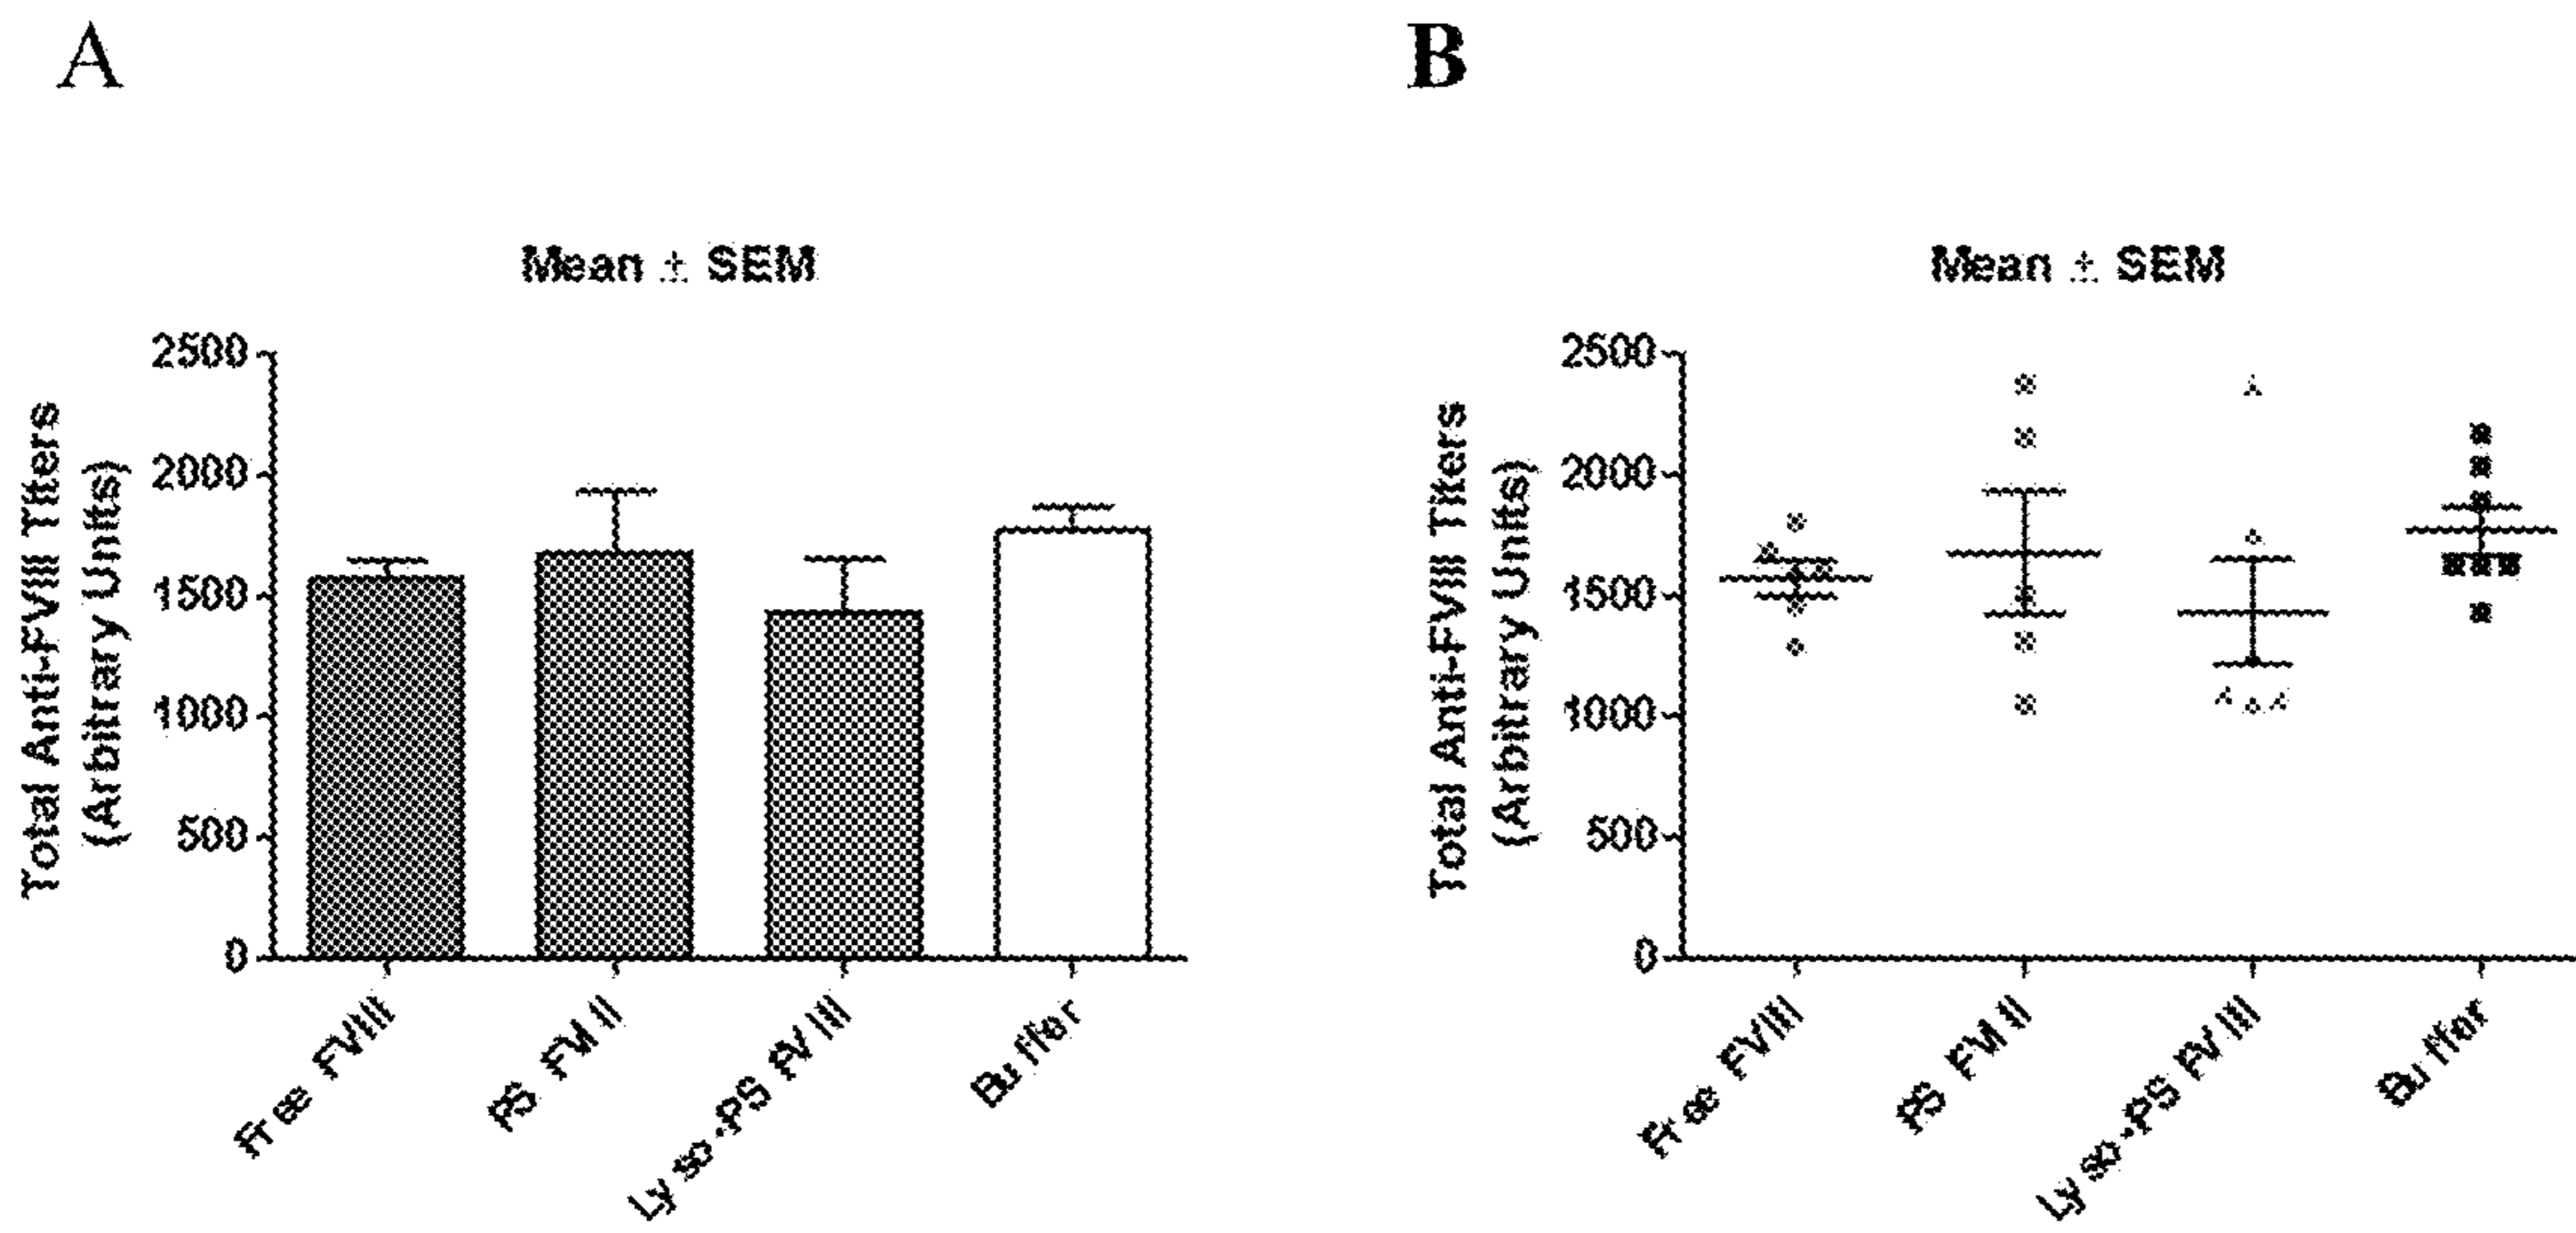 A
Mean ± SEM
Total Anti-FVIII Titers
(Arbitrary Units)
2500
2000
1500
1000
500
0
Free FVIII
PS FVIII
Lyso-PS FVIII
Buffer
B
Mean ± SEM
Total Anti-FVIII Titers
(Arbitrary Units)
2500
2000
1500
1000
500
0
Free FVIII
PS FVIII
Lyso-PS FVIII
Buffer